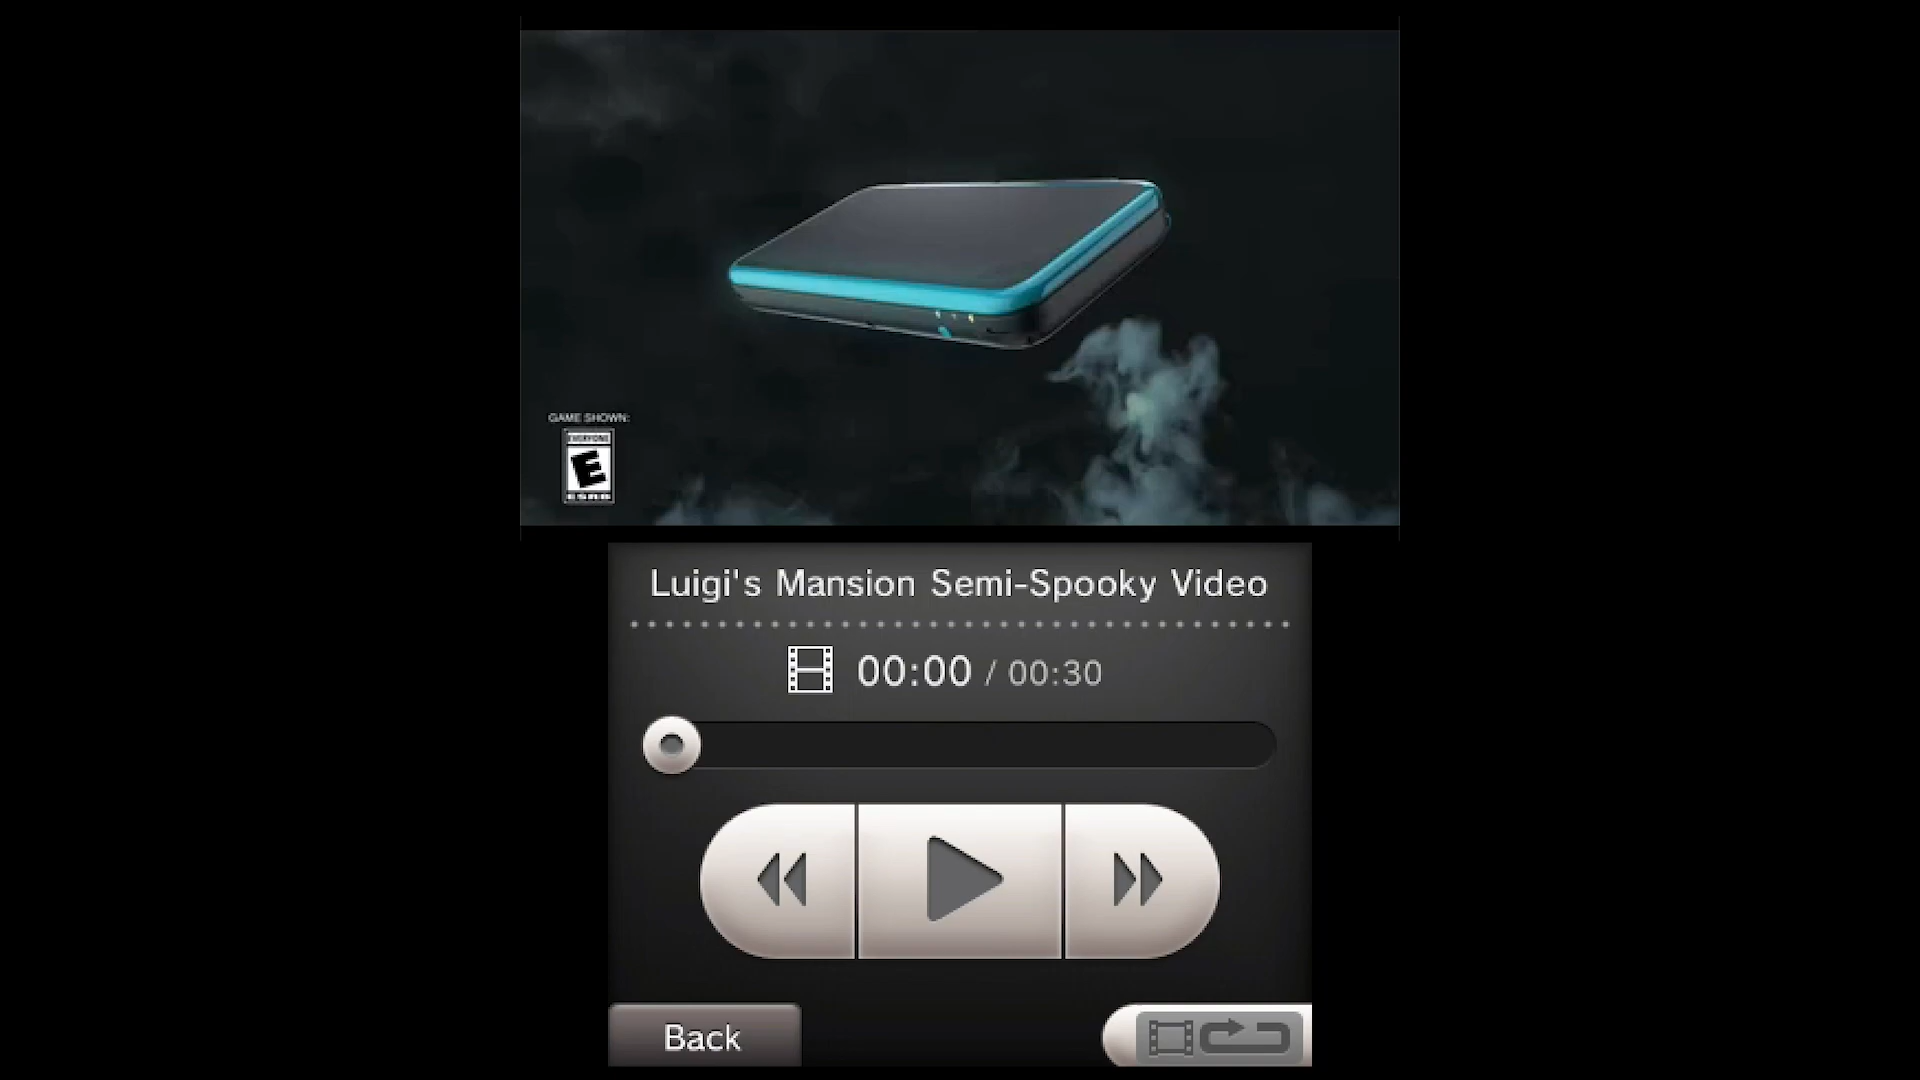 GAME SHOWN:
EVERYONE
E
ESRB
Luigi's Mansion Semi-Spooky Video
00:00 / 00:30
Back